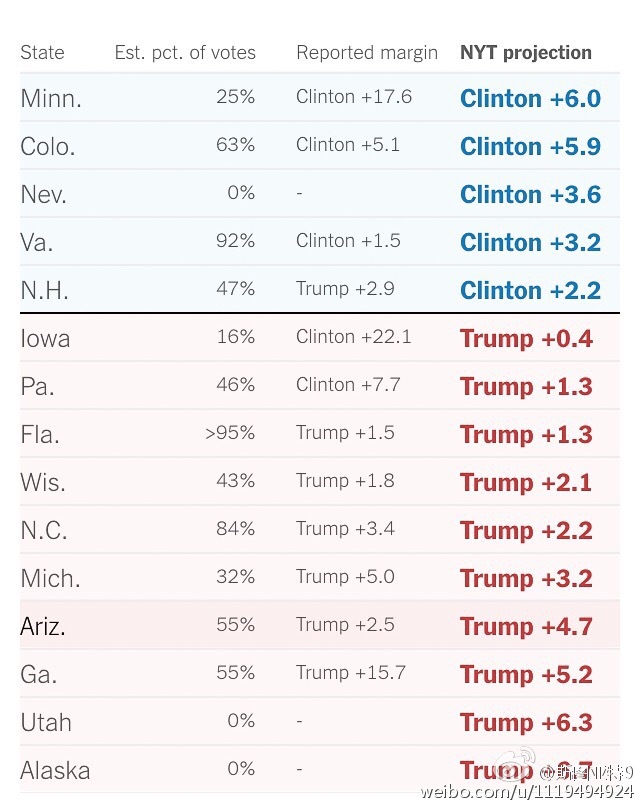 State Est. pct. of votes Reported margin NYT projection
Minn. 25% Clinton +17.6 Clinton +6.0
Colo. 63% Clinton +5.1 Clinton +5.9
Nev. 0% - Clinton +3.6
Va. 92% Clinton +1.5 Clinton +3.2
N.H. 47% Trump +2.9 Clinton +2.2
Iowa 16% Clinton +22.1 Trump +0.4
Pa. 46% Clinton +7.7 Trump +1.3
Fla. >95% Trump +1.5 Trump +1.3
Wis. 43% Trump +1.8 Trump +2.1
N.C. 84% Trump +3.4 Trump +2.2
Mich. 32% Trump +5.0 Trump +3.2
Ariz. 55% Trump +2.5 Trump +4.7
Ga. 55% Trump +15.7 Trump +5.2
Utah 0% - Trump +6.3
Alaska 0% - Trump
weibo.com/u/1119494924